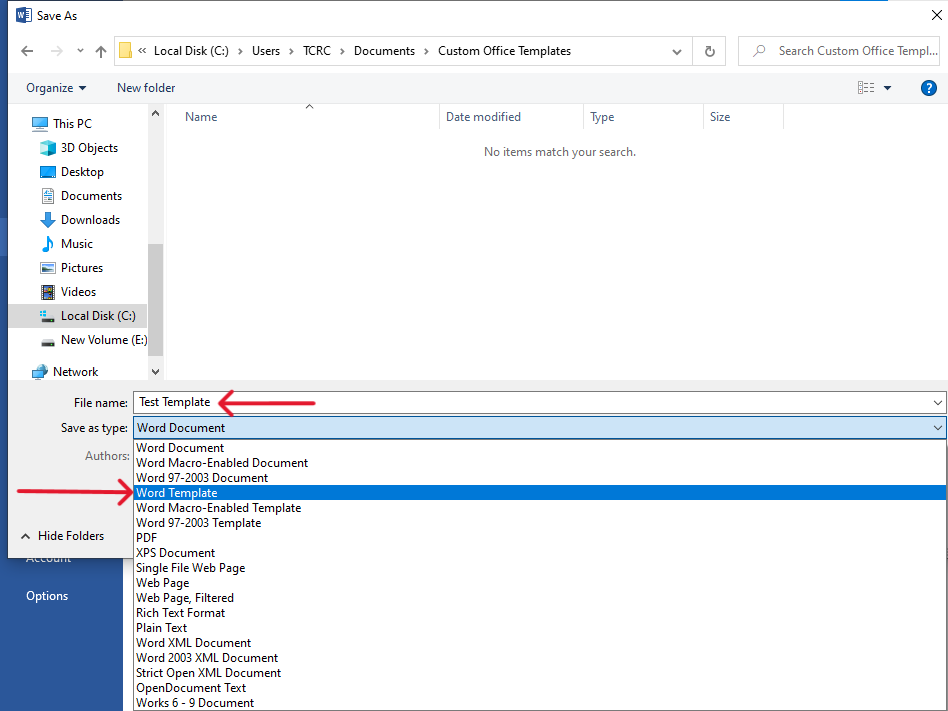 Save As
« Local Disk (C:) › Users › TCRC › Documents › Custom Office Templates
Search Custom Office Templ...
Organize New folder
?
Name Date modified Type Size
No items match your search.
This PC
3D Objects
Desktop
Documents
Downloads
Music
Pictures
Videos
Local Disk (C:)
New Volume (E:)
Network
File name: Test Template
Save as type: Word Document
Authors:
Word Document
Word Macro-Enabled Document
Word 97-2003 Document
Word Template
Word Macro-Enabled Template
Word 97-2003 Template
PDF
XPS Document
Single File Web Page
Web Page
Web Page, Filtered
Rich Text Format
Plain Text
Word XML Document
Word 2003 XML Document
Strict Open XML Document
OpenDocument Text
Works 6 - 9 Document
Hide Folders
Account
Options